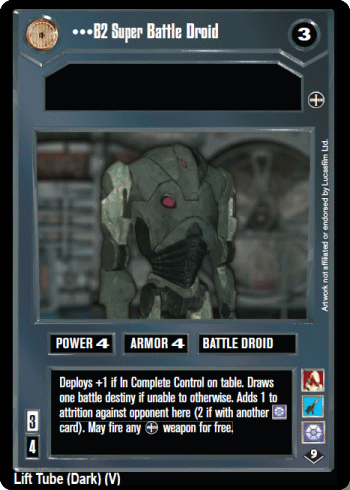 •••B2 Super Battle Droid
3
Artwork not affiliated or endorsed by Lucasfilm Ltd.
POWER 4
ARMOR 4
BATTLE DROID
Deploys +1 if In Complete Control on table. Draws
one battle destiny if unable to otherwise. Adds 1 to
attrition against opponent here (2 if with another
card). May fire any weapon for free.
3
4
9
Lift Tube (Dark) (V)